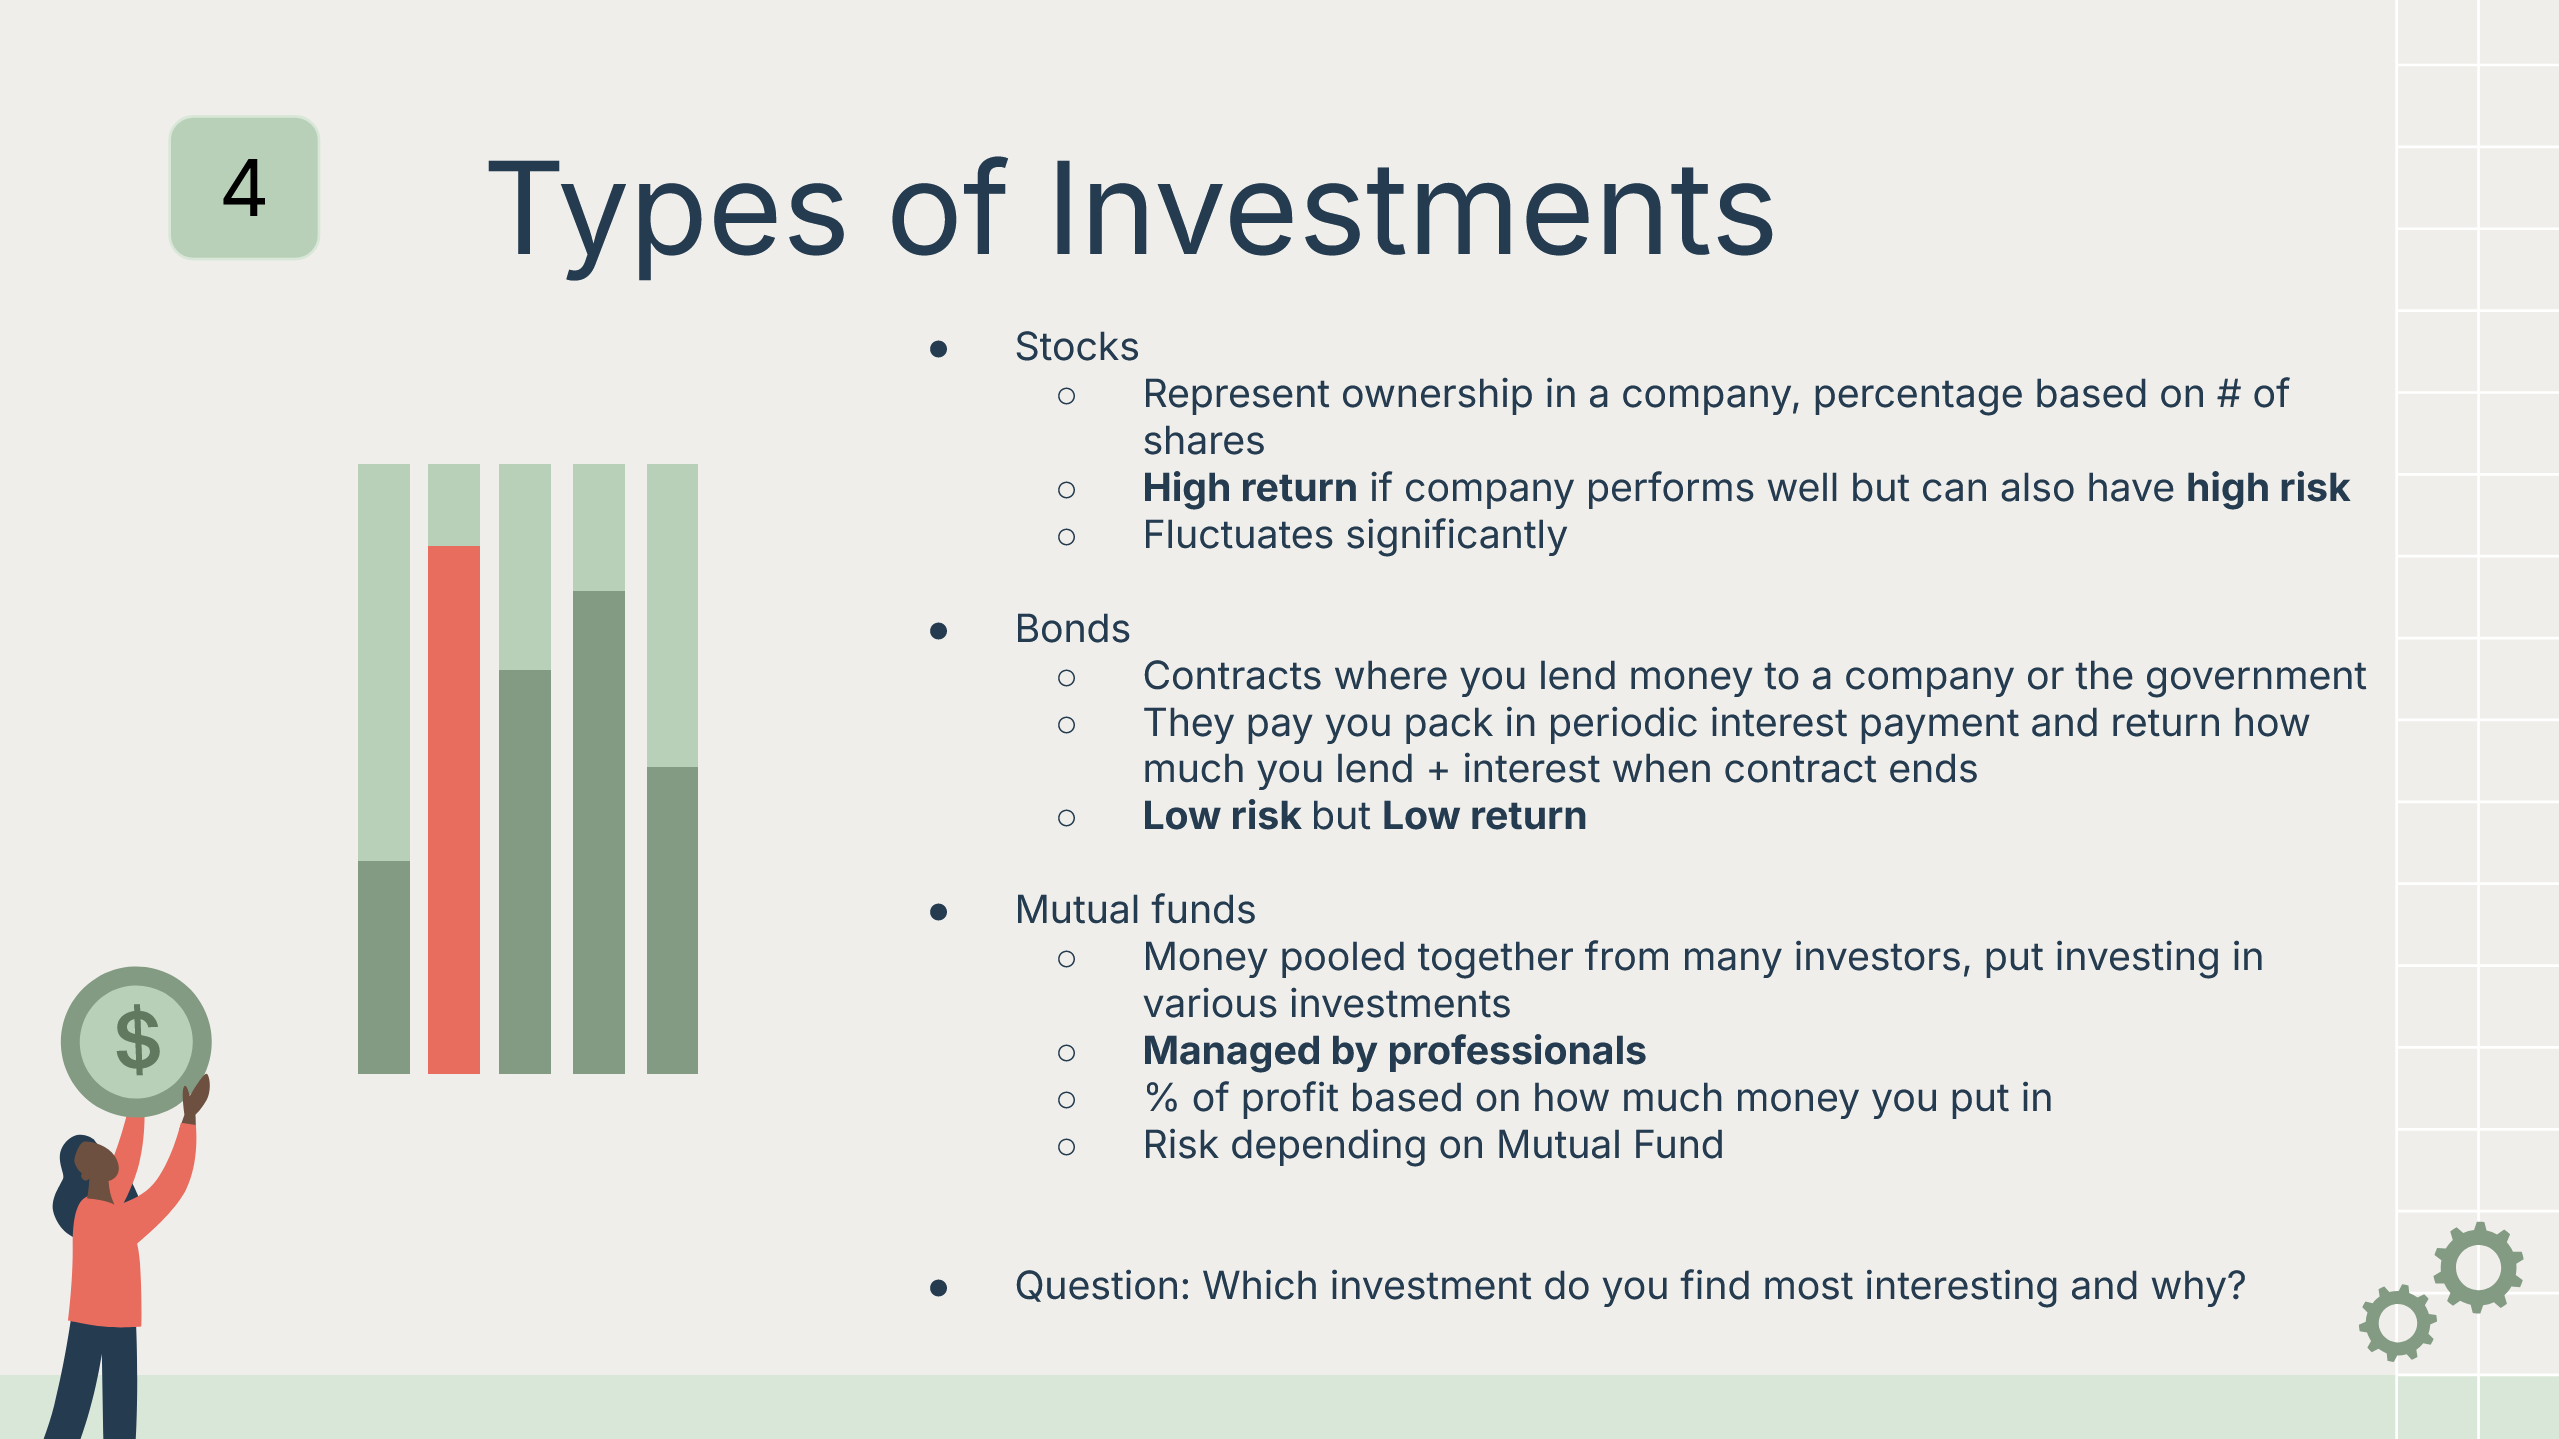 4
Types of Investments
● Stocks
○ Represent ownership in a company, percentage based on # of
shares
○ High return if company performs well but can also have high risk
○ Fluctuates significantly
● Bonds
○ Contracts where you lend money to a company or the government
○ They pay you pack in periodic interest payment and return how
much you lend + interest when contract ends
○ Low risk but Low return
● Mutual funds
○ Money pooled together from many investors, put investing in
various investments
○ Managed by professionals
○ % of profit based on how much money you put in
○ Risk depending on Mutual Fund
● Question: Which investment do you find most interesting and why?
$